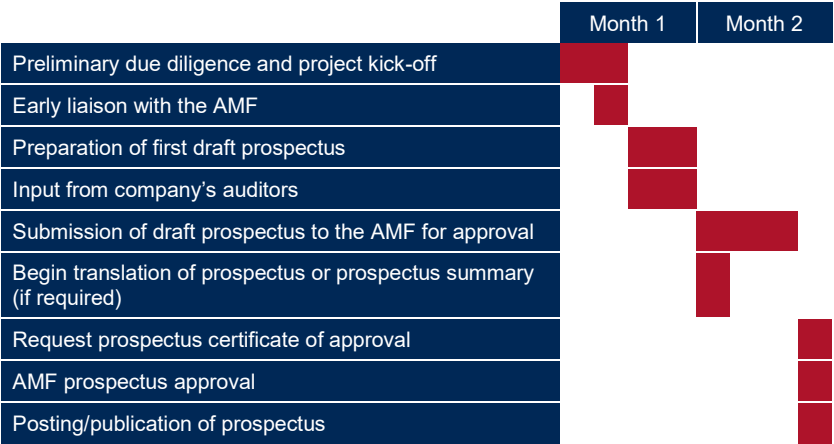 Month 1
Month 2
Preliminary due diligence and project kick-off
Early liaison with the AMF
Preparation of first draft prospectus
Input from company’s auditors
Submission of draft prospectus to the AMF for approval
Begin translation of prospectus or prospectus summary
(if required)
Request prospectus certificate of approval
AMF prospectus approval
Posting/publication of prospectus